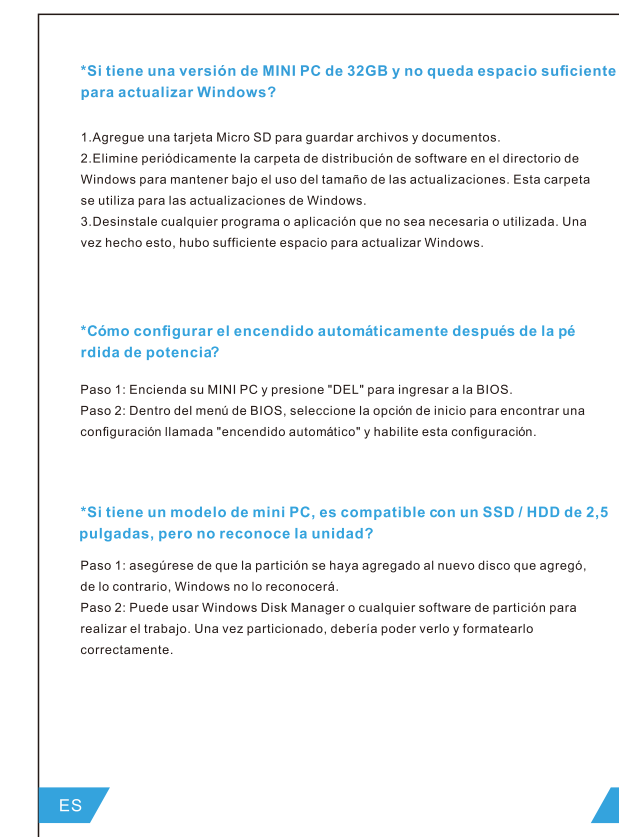 *Si tiene una versión de MINI PC de 32GB y no queda espacio suficiente
para actualizar Windows?
1.Agregue una tarjeta Micro SD para guardar archivos y documentos.
2.Elimine periódicamente la carpeta de distribución de software en el directorio de
Windows para mantener bajo el uso del tamaño de las actualizaciones. Esta carpeta
se utiliza para las actualizaciones de Windows.
3.Desinstale cualquier programa o aplicación que no sea necesaria o utilizada. Una
vez hecho esto, hubo sufficiente espacio para actualizar Windows.
*Cómo configurar el encendido automáticamente después de la pé
rdida de potencia?
Paso 1: Encienda su MINI PC y presione "DEL" para ingresar a la BIOS.
Paso 2: Dentro del menú de BIOS, seleccione la opción de inicio para encontrar una
configuración llamada "encendido automático" y habilite esta configuración.
*Si tiene un modelo de mini PC, es compatible con un SSD / HDD de 2,5
pulgadas, pero no reconoce la unidad?
Paso 1: asegúrese de que la partición se haya agregado al nuevo disco que agregó,
de lo contrario, Windows no lo reconocerá.
Paso 2: Puede usar Windows Disk Manager o cualquier software de partición para
realizar el trabajo. Una vez particionado, debería poder verlo y formatearlo
correctamente.
ES